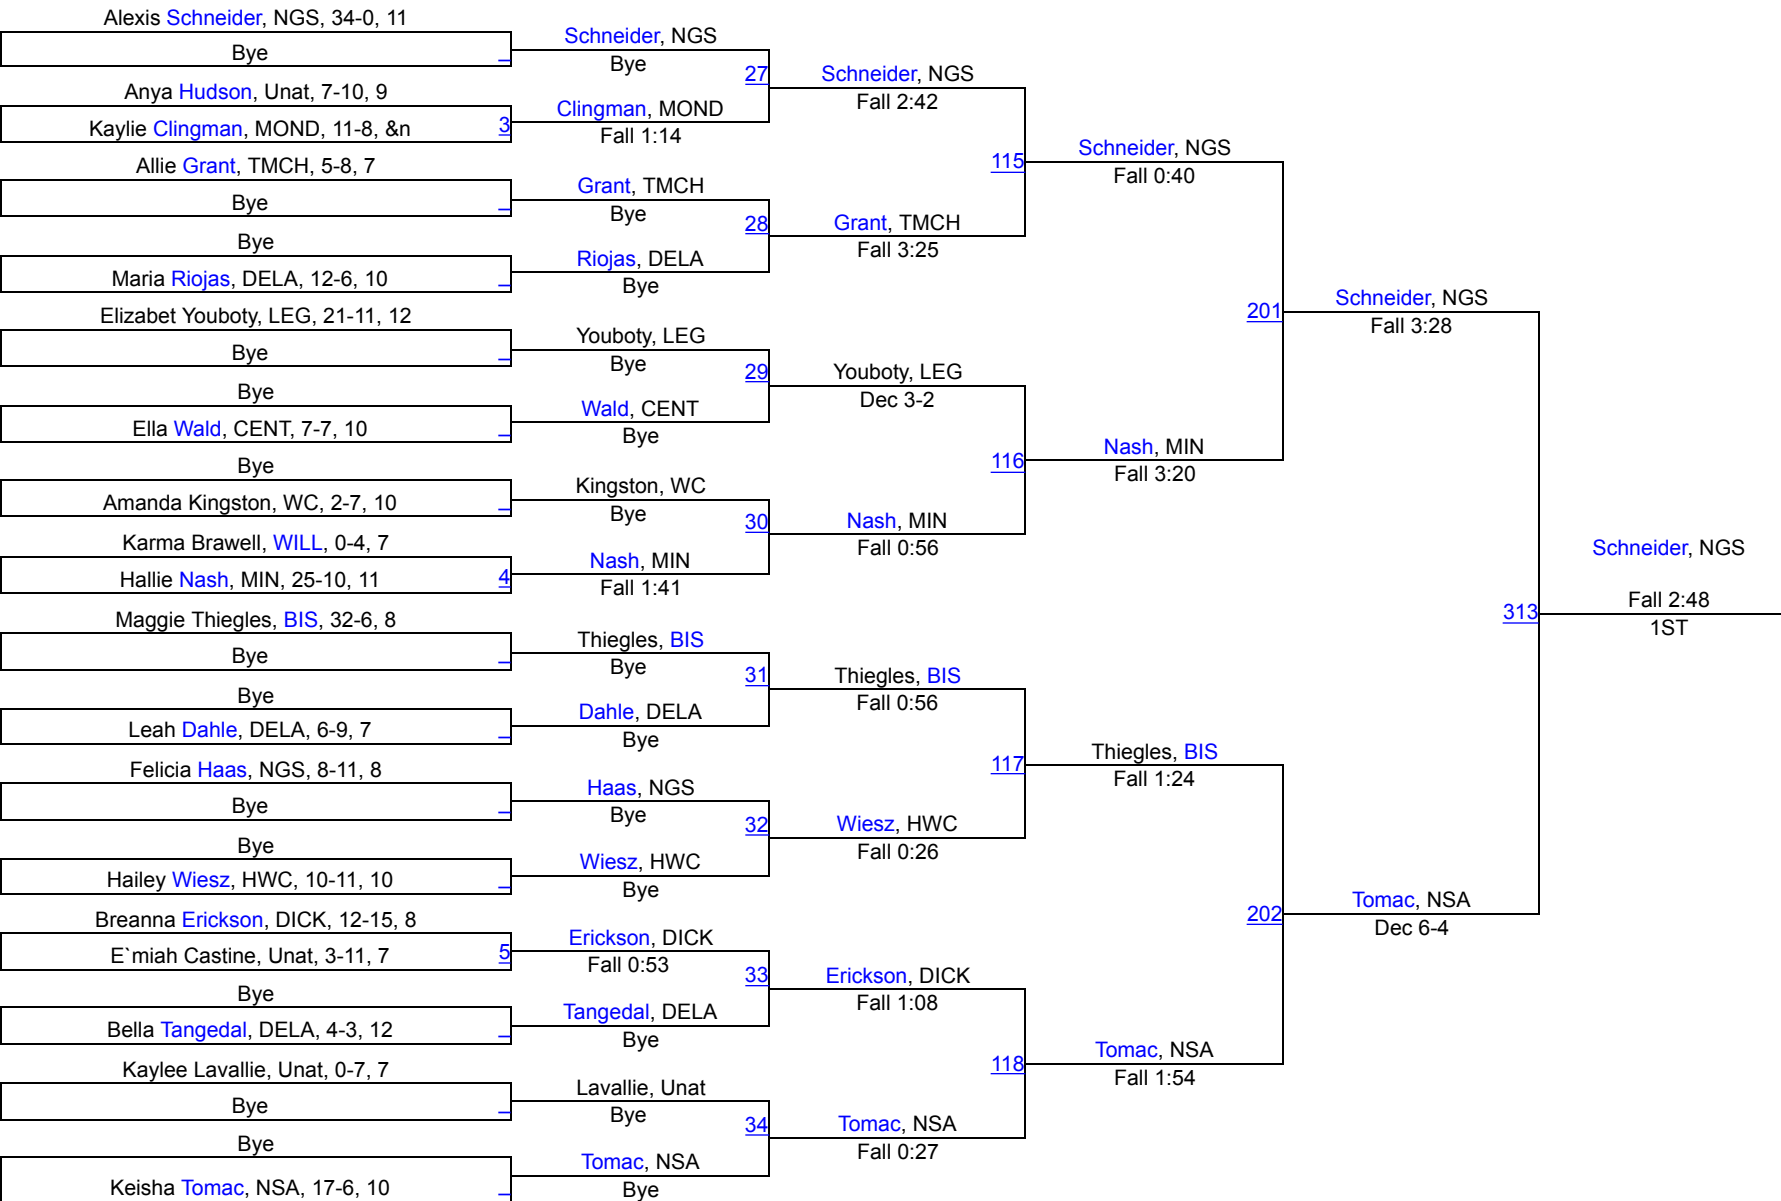 Alexis Schneider, NGS, 34-0, 11
Bye
Anya Hudson, Unat, 7-10, 9
Kaylie Clingman, MOND, 11-8, &n
3
Allie Grant, TMCH, 5-8, 7
Bye
Bye
Maria Riojas, DELA, 12-6, 10
Elizabet Youboty, LEG, 21-11, 12
Bye
Bye
Ella Wald, CENT, 7-7, 10
Bye
Amanda Kingston, WC, 2-7, 10
Karma Brawell, WILL, 0-4, 7
Hallie Nash, MIN, 25-10, 11
4
Maggie Thiegles, BIS, 32-6, 8
Bye
Bye
Leah Dahle, DELA, 6-9, 7
Felicia Haas, NGS, 8-11, 8
Bye
Bye
Hailey Wiesz, HWC, 10-11, 10
Breanna Erickson, DICK, 12-15, 8
E`miah Castine, Unat, 3-11, 7
5
Bye
Bella Tangedal, DELA, 4-3, 12
Kaylee Lavallie, Unat, 0-7, 7
Bye
Bye
Keisha Tomac, NSA, 17-6, 10
Schneider, NGS
Bye
27
Clingman, MOND
Fall 1:14
Grant, TMCH
Bye
28
Riojas, DELA
Bye
Youboty, LEG
Bye
29
Wald, CENT
Bye
Kingston, WC
Bye
30
Nash, MIN
Fall 1:41
Thiegles, BIS
Bye
31
Dahle, DELA
Bye
Haas, NGS
Bye
32
Wiesz, HWC
Bye
Erickson, DICK
Fall 0:53
33
Tangedal, DELA
Bye
Lavallie, Unat
Bye
34
Tomac, NSA
Bye
Schneider, NGS
Fall 2:42
115
Grant, TMCH
Fall 3:25
Youboty, LEG
Dec 3-2
116
Nash, MIN
Fall 0:56
Thiegles, BIS
Fall 0:56
117
Wiesz, HWC
Fall 0:26
Erickson, DICK
Fall 1:08
118
Tomac, NSA
Fall 0:27
Schneider, NGS
Fall 0:40
201
Nash, MIN
Fall 3:20
Thiegles, BIS
Fall 1:24
202
Tomac, NSA
Fall 1:54
Schneider, NGS
Fall 3:28
313
Tomac, NSA
Dec 6-4
Schneider, NGS
Fall 2:48
1ST